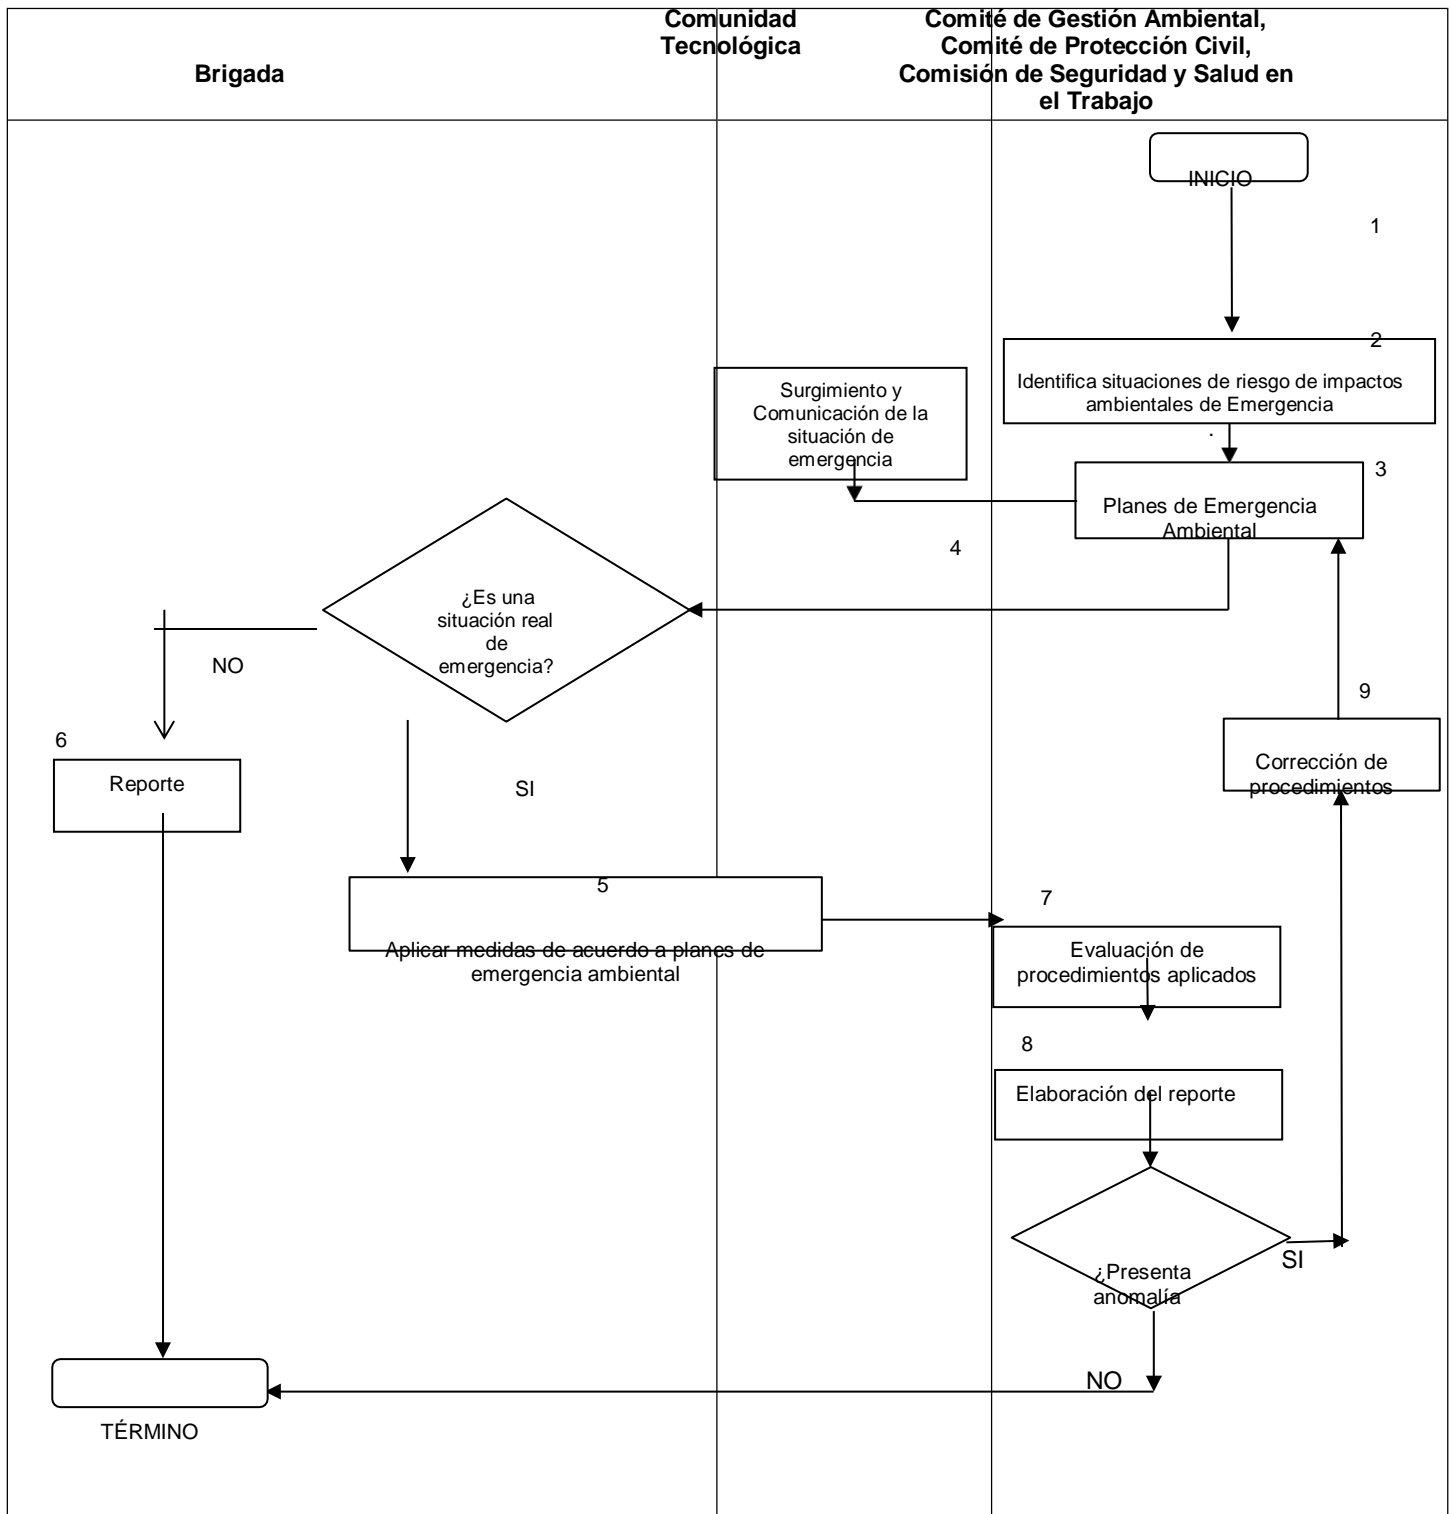 Brigada
Comunidad
Tecnológica
Comité de Gestión Ambiental,
Comité de Protección Civil,
Comisión de Seguridad y Salud en
el Trabajo
INICIO
1
2
Identifica situaciones de riesgo de impactos
ambientales de Emergencia
.
Surgimiento y
Comunicación de la
situación de
emergencia
3
Planes de Emergencia
Ambiental
4
¿Es una
situación real
de
emergencia?
NO
6
Reporte
SI
9
Corrección de
procedimientos
5
Aplicar medidas de acuerdo a planes de
emergencia ambiental
7
Evaluación de
procedimientos aplicados
8
Elaboración del reporte
¿Presenta
anomalía
SI
NO
TÉRMINO